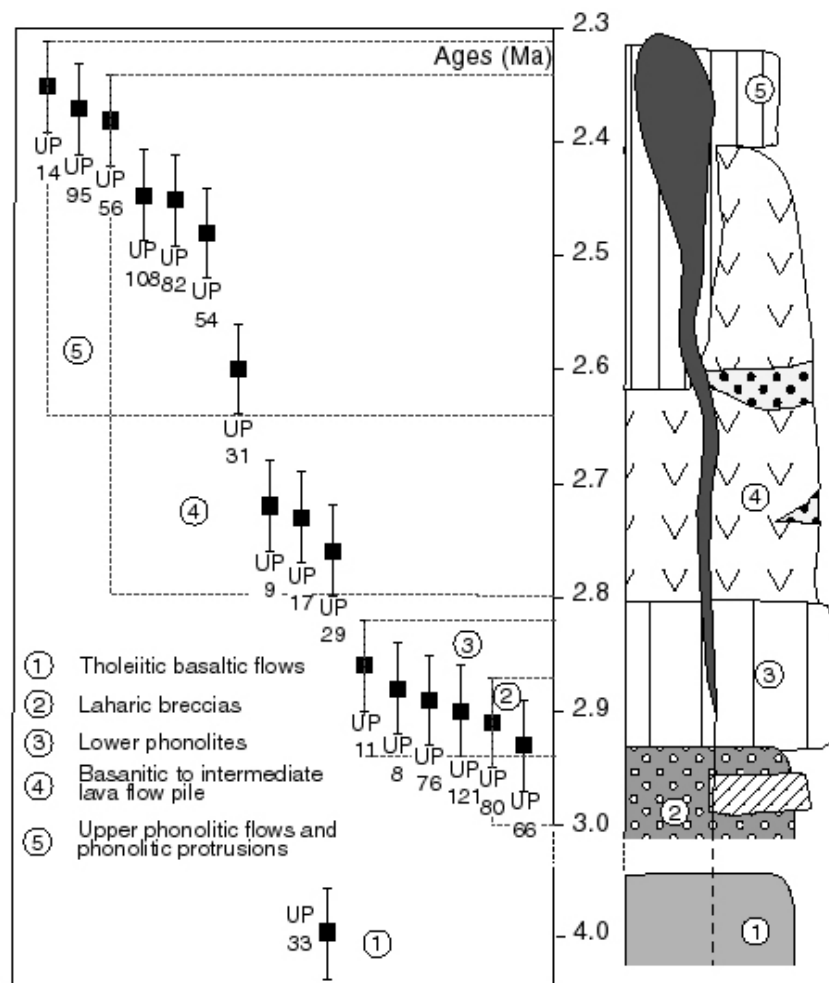 Ages (Ma)
2.3
2.4
2.5
2.6
2.7
2.8
2.9
3.0
4.0
UP
14
UP
95
UP
56
UP
108
UP
82
UP
54
UP
31
UP
9
UP
17
UP
29
UP
11
UP
8
UP
76
UP
121
UP
80
UP
66
UP
33
5
4
3
2
1
1 Tholeiitic basaltic flows
2 Laharic breccias
3 Lower phonolites
4 Basanitic to intermediate
lava flow pile
5 Upper phonolitic flows and
phonolitic protrusions
5
4
3
2
1